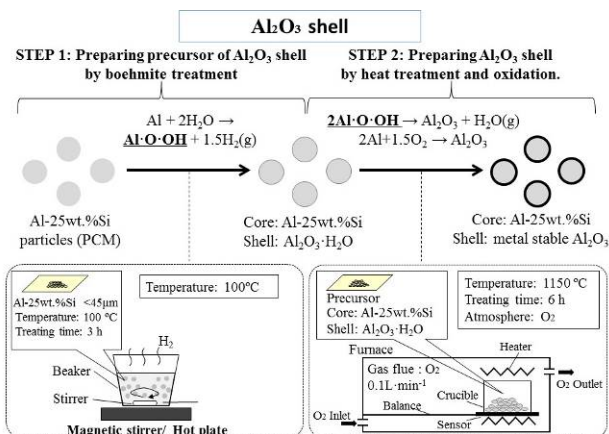 Al₂O₃ shell
STEP 1: Preparing precursor of Al₂O₃ shell
by boehmite treatment
STEP 2: Preparing Al₂O₃ shell
by heat treatment and oxidation.
Al + 2H₂O →
Al·O·OH + 1.5H₂(g)
2Al·O·OH → Al₂O₃ + H₂O(g)
2Al+1.5O₂ → Al₂O₃
Al-25wt.%Si
particles (PCM)
Core: Al-25wt.%Si
Shell: Al₂O₃·H₂O
Core: Al-25wt.%Si
Shell: metal stable Al₂O₃
Al-25wt.%Si <45μm
Temperature: 100 °C
Treating time: 3 h
Temperature: 100°C
H₂
Beaker
Stirrer
Magnetic stirrer/ Hot plate
Precursor
Core: Al-25wt.%Si
Shell: Al₂O₃·H₂O
Temperature: 1150 °C
Treating time: 6 h
Atmosphere: O₂
Furnace
Heater
Gas flue : O₂
0.1L·min⁻¹
Crucible
O₂ Outlet
O₂ Inlet
Balance
Sensor